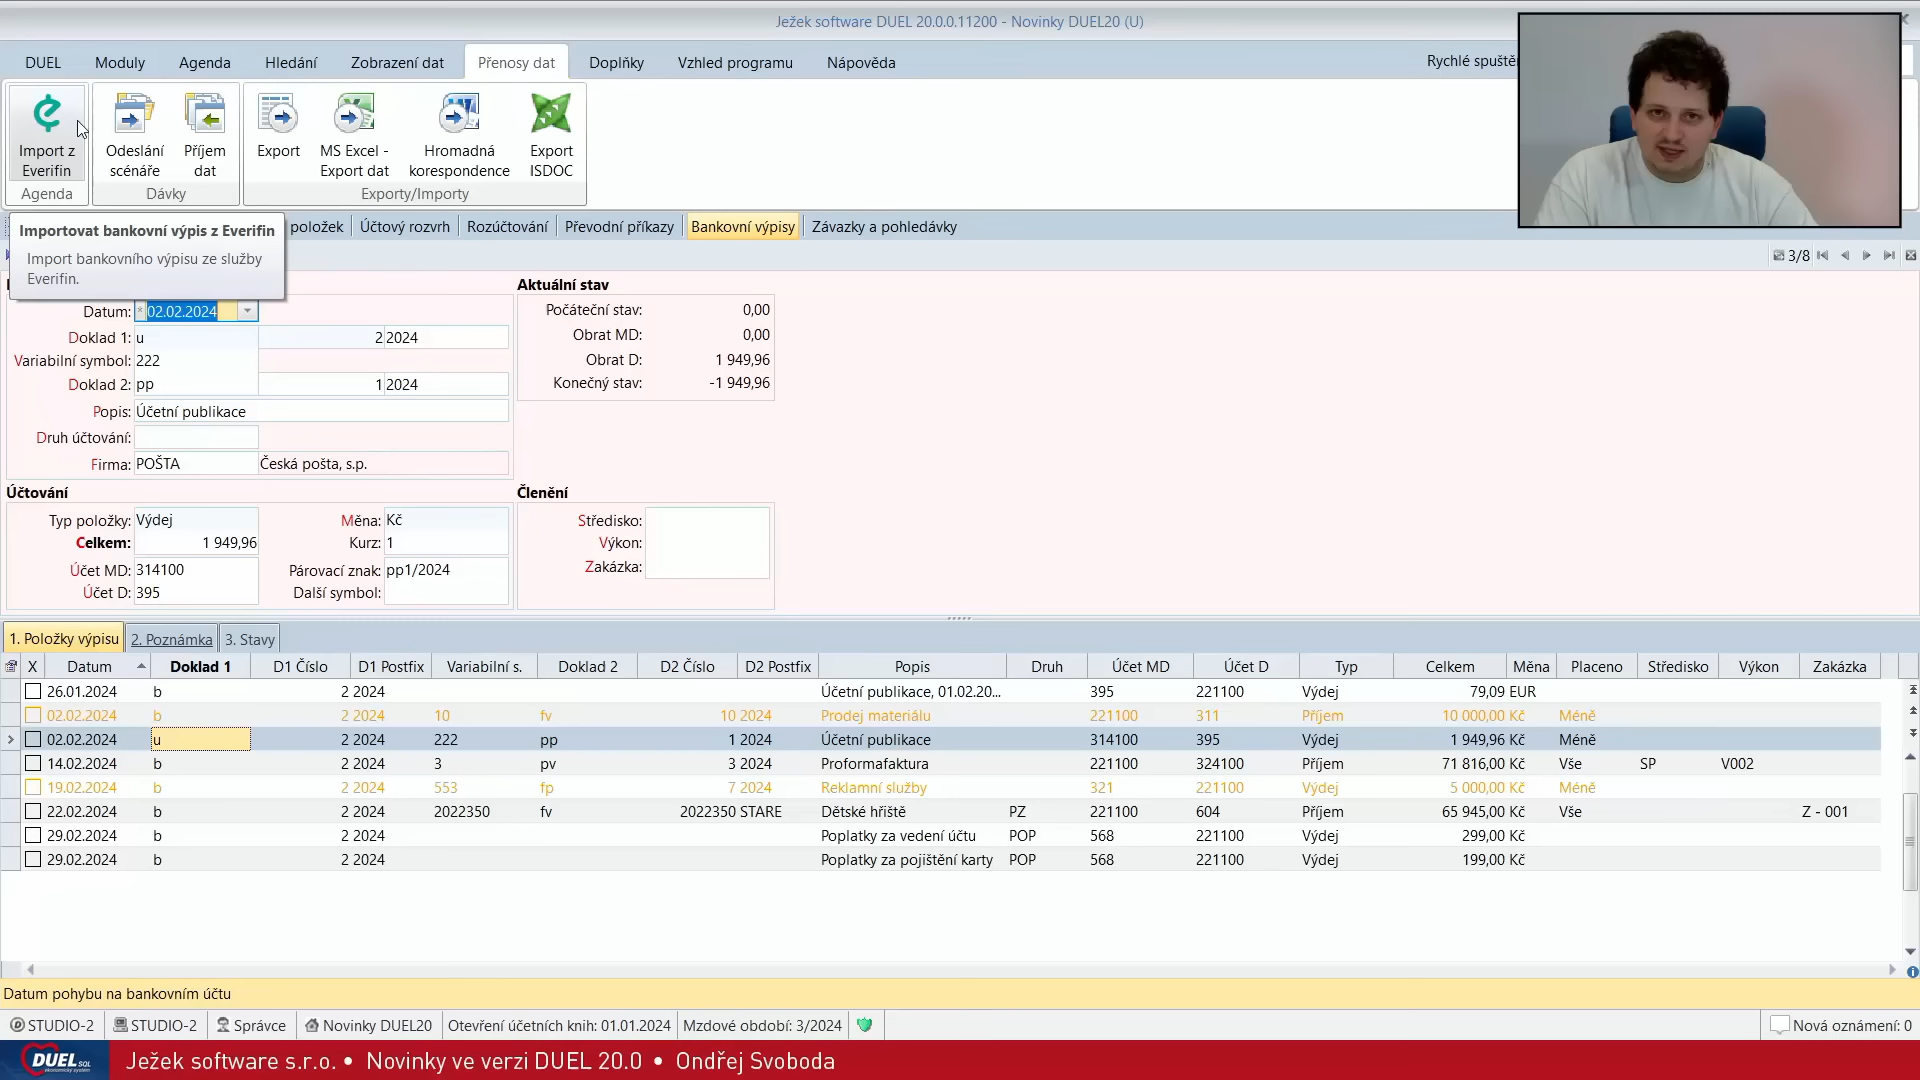 Ježek software DUEL 20.0.0.11200 - Novinky DUEL20 (U)
DUEL Moduly Agenda Hledání Zobrazení dat Přenosy dat Doplňky Vzhled programu Nápověda Rychlé spuštěn
Import z Everifin
Agenda
Odeslání scénáře
Příjem dat
Dávky
Export
MS Excel - Export dat
Hromadná korespondence
Export ISDOC
Exporty/Importy
položek Účtový rozvrh Rozúčtování Převodní příkazy Bankovní výpisy Závazky a pohledávky
Importovat bankovní výpis z Everifin
Import bankovního výpisu ze služby
Everifin.
3/8
Datum: 02.02.2024
Doklad 1: u 2 2024
Variabilní symbol: 222
Doklad 2: pp 1 2024
Popis: Účetní publikace
Druh účtování:
Firma: POŠTA Česká pošta, s.p.
Aktuální stav
Počáteční stav: 0,00
Obrat MD: 0,00
Obrat D: 1 949,96
Konečný stav: -1 949,96
Účtování
Typ položky: Výdej Měna: Kč
Celkem: 1 949,96 Kurz: 1
Účet MD: 314100 Párovací znak: pp1/2024
Účet D: 395 Další symbol:
Členění
Středisko:
Výkon:
Zakázka:
1. Položky výpisu 2. Poznámka 3. Stavy
X Datum Doklad 1 D1 Číslo D1 Postfix Variabilní s. Doklad 2 D2 Číslo D2 Postfix Popis Druh Účet MD Účet D Typ Celkem Měna Placeno Středisko Výkon Zakázka
26.01.2024 b 2 2024 Účetní publikace, 01.02.20... 395 221100 Výdej 79,09 EUR
02.02.2024 b 2 2024 10 fv 10 2024 Prodej materiálu 221100 311 Příjem 10 000,00 Kč Méně
02.02.2024 u 2 2024 222 pp 1 2024 Účetní publikace 314100 395 Výdej 1 949,96 Kč Méně
14.02.2024 b 2 2024 3 pv 3 2024 Proformafaktura 221100 324100 Příjem 71 816,00 Kč Vše SP V002
19.02.2024 b 2 2024 553 fp 7 2024 Reklamní služby 321 221100 Výdej 5 000,00 Kč Méně
22.02.2024 b 2 2024 2022350 fv 2022350 STARE Dětské hřiště PZ 221100 604 Příjem 65 945,00 Kč Vše Z - 001
29.02.2024 b 2 2024 Poplatky za vedení účtu POP 568 221100 Výdej 299,00 Kč
29.02.2024 b 2 2024 Poplatky za pojištění karty POP 568 221100 Výdej 199,00 Kč
Datum pohybu na bankovním účtu
STUDIO-2 STUDIO-2 Správce Novinky DUEL20 Otevření účetních knih: 01.01.2024 Mzdové období: 3/2024 Nová oznámení: 0
DUEL SQL Ježek software s.r.o. • Novinky ve verzi DUEL 20.0 • Ondřej Svoboda